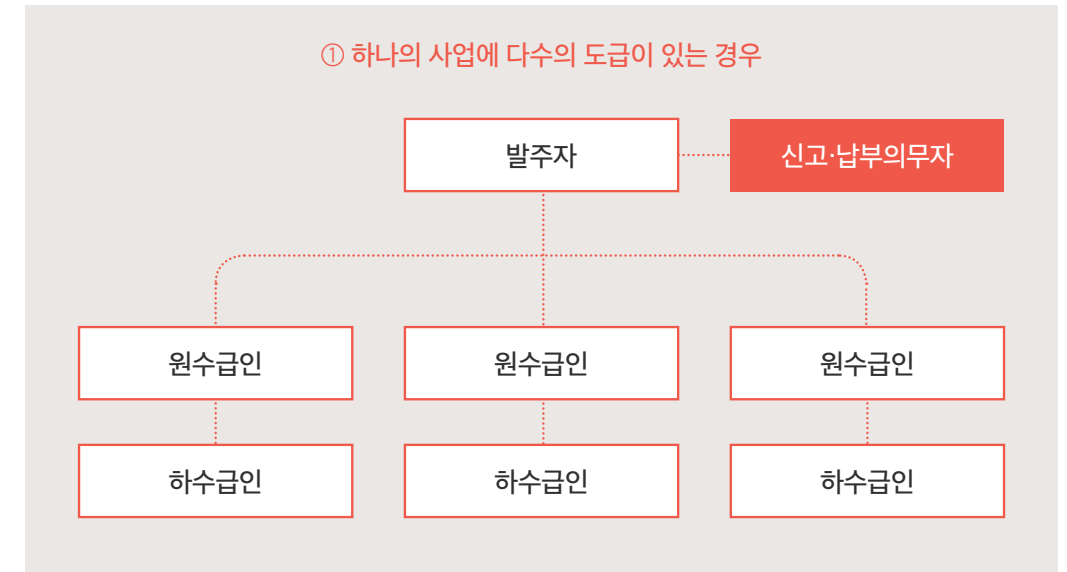 ① 하나의 사업에 다수의 도급이 있는 경우
발주자
신고·납부의무자
원수급인
원수급인
원수급인
하수급인
하수급인
하수급인